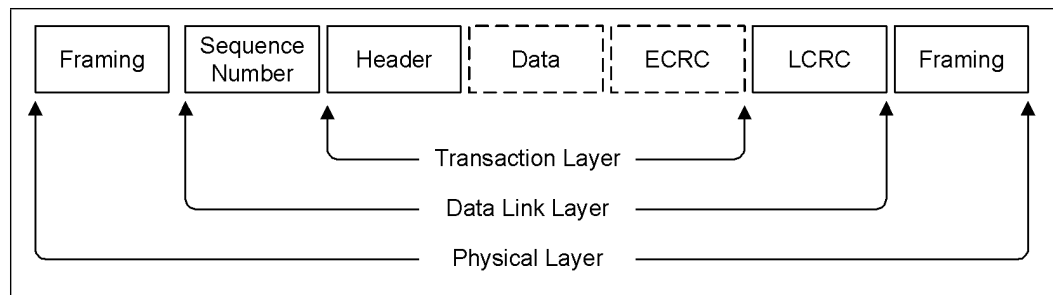 Framing
Sequence
Number
Header
Data
ECRC
LCRC
Framing
Transaction Layer
Data Link Layer
Physical Layer